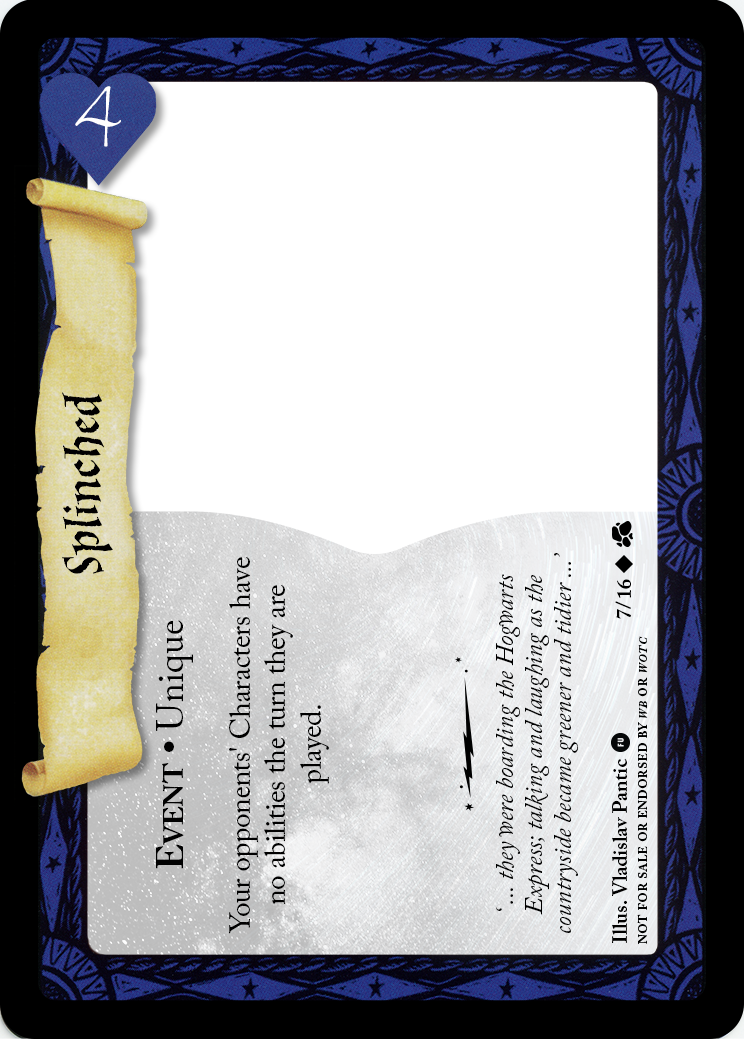 4
Splinched
EVENT • Unique
Your opponents' Characters have
no abilities the turn they are
played.
‘... they were boarding the Hogwarts
Express; talking and laughing as the
countryside became greener and tidier ...’
Illus. Vladislav Pantic FU 7/16
NOT FOR SALE OR ENDORSED BY WB OR WOTC